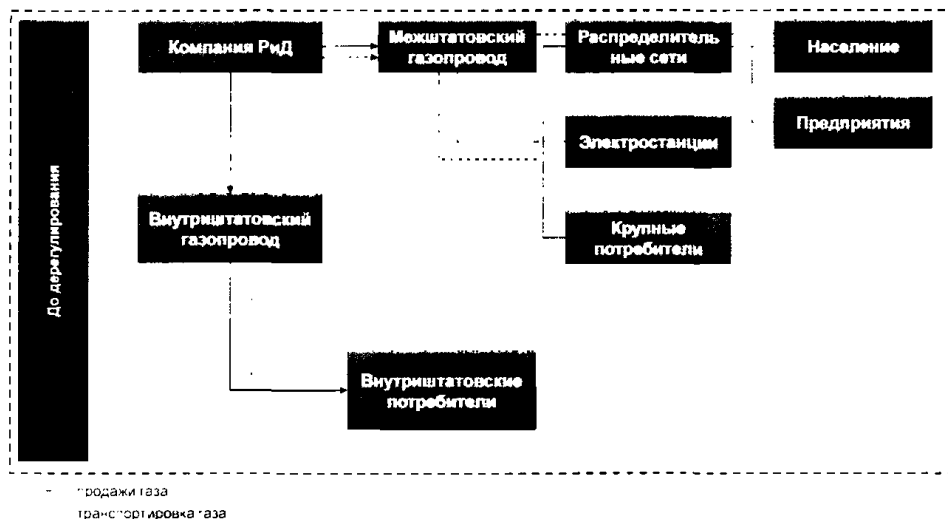 До дерегулирования
Компания РиД
Межштатовский
газопровод
Распределитель
ные сети
Население
Предприятия
Электростанции
Внутриштатовский
газопровод
Крупные
потребители
Внутриштатовские
потребители
продажи газа
транспортировка газа